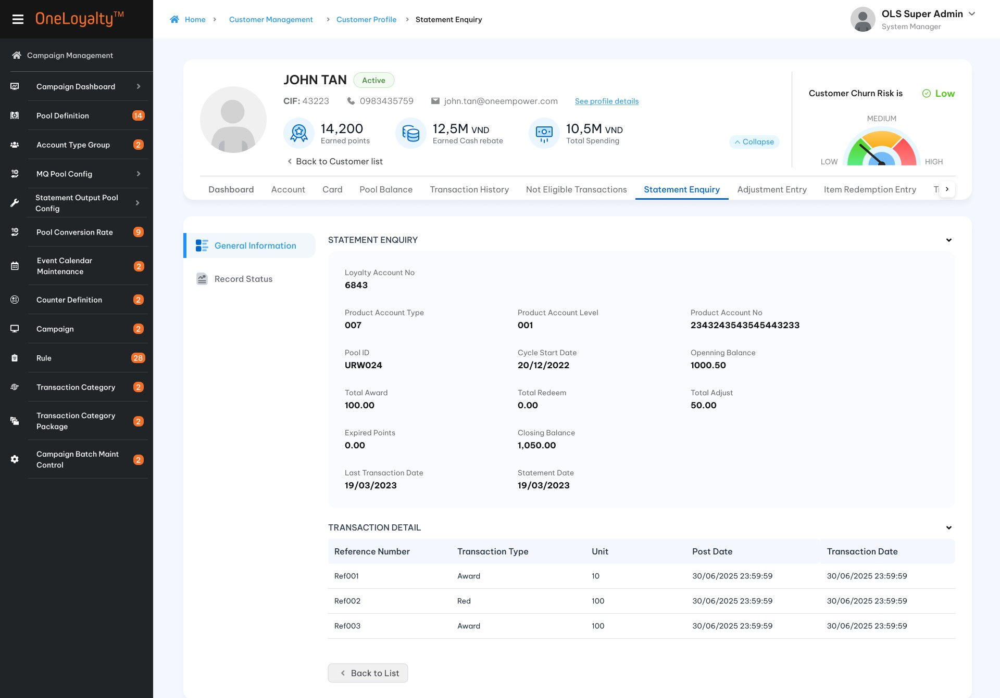 OneLoyalty™
Home > Customer Management > Customer Profile > Statement Enquiry
OLS Super Admin
System Manager
Campaign Management
Campaign Dashboard
Pool Definition 14
Account Type Group 2
MQ Pool Config
Statement Output Pool
Config
Pool Conversion Rate 9
Event Calendar
Maintenance 2
Counter Definition 2
Campaign 2
Rule 28
Transaction Category 2
Transaction Category
Package 2
Campaign Batch Maint
Control 2
JOHN TAN Active
CIF: 43223 0983435759 john.tan@oneempower.com See profile details
14,200 12,5M VND 10,5M VND
Earned points Earned Cash rebate Total Spending
Collapse
Back to Customer list
Customer Churn Risk is Low
MEDIUM
LOW HIGH
Dashboard Account Card Pool Balance Transaction History Not Eligible Transactions Statement Enquiry Adjustment Entry Item Redemption Entry
General Information
Record Status
STATEMENT ENQUIRY
Loyalty Account No
6843
Product Account Type Product Account Level Product Account No
007 001 2343243543545443233
Pool ID Cycle Start Date Openning Balance
URW024 20/12/2022 1000.50
Total Award Total Redeem Total Adjust
100.00 0.00 50.00
Expired Points Closing Balance
0.00 1,050.00
Last Transaction Date Statement Date
19/03/2023 19/03/2023
TRANSACTION DETAIL
Reference Number Transaction Type Unit Post Date Transaction Date
Ref001 Award 10 30/06/2025 23:59:59 30/06/2025 23:59:59
Ref002 Red 100 30/06/2025 23:59:59 30/06/2025 23:59:59
Ref003 Award 100 30/06/2025 23:59:59 30/06/2025 23:59:59
Back to List